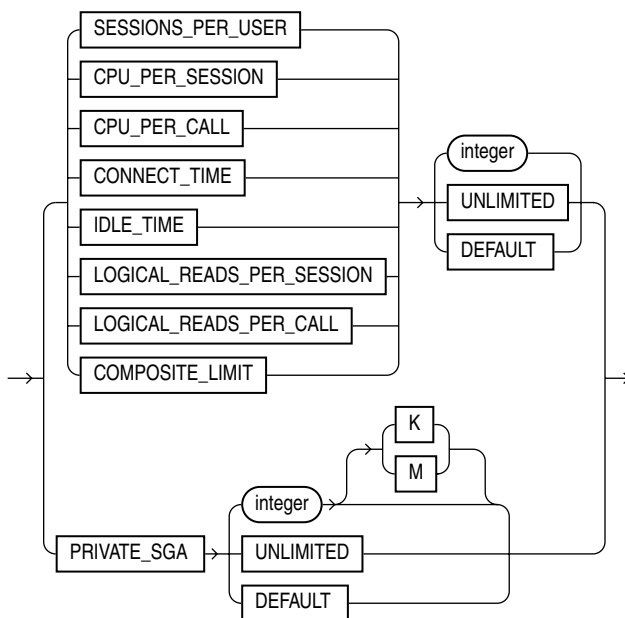 SESSIONS_PER_USER
CPU_PER_SESSION
CPU_PER_CALL
CONNECT_TIME
IDLE_TIME
LOGICAL_READS_PER_SESSION
LOGICAL_READS_PER_CALL
COMPOSITE_LIMIT
integer
UNLIMITED
DEFAULT
PRIVATE_SGA
integer
K
M
UNLIMITED
DEFAULT